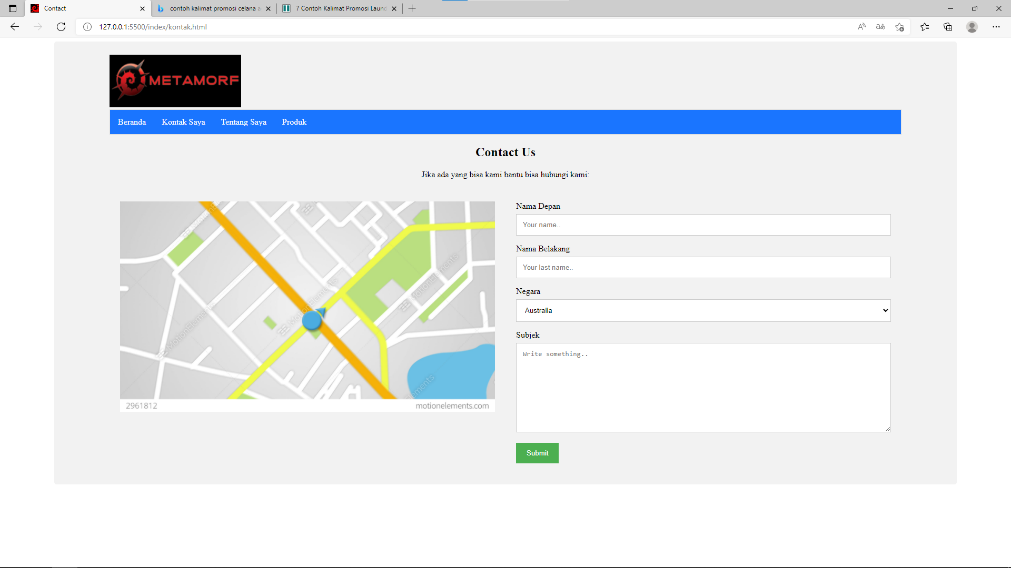 Contact
contoh kalimat promosi celana
7 Contoh Kalimat Promosi Laun
127.0.0.1:5500/index/kontak.html
METAMORF
Beranda Kontak Saya Tentang Saya Produk
Contact Us
Jika ada yang bisa kami bantu bisa hubungi kami:
Nama Depan
Your name
Nama Belakang
Your last name..
Negara
Australia
Subjek
Write something..
Submit
2961812 motionelements.com